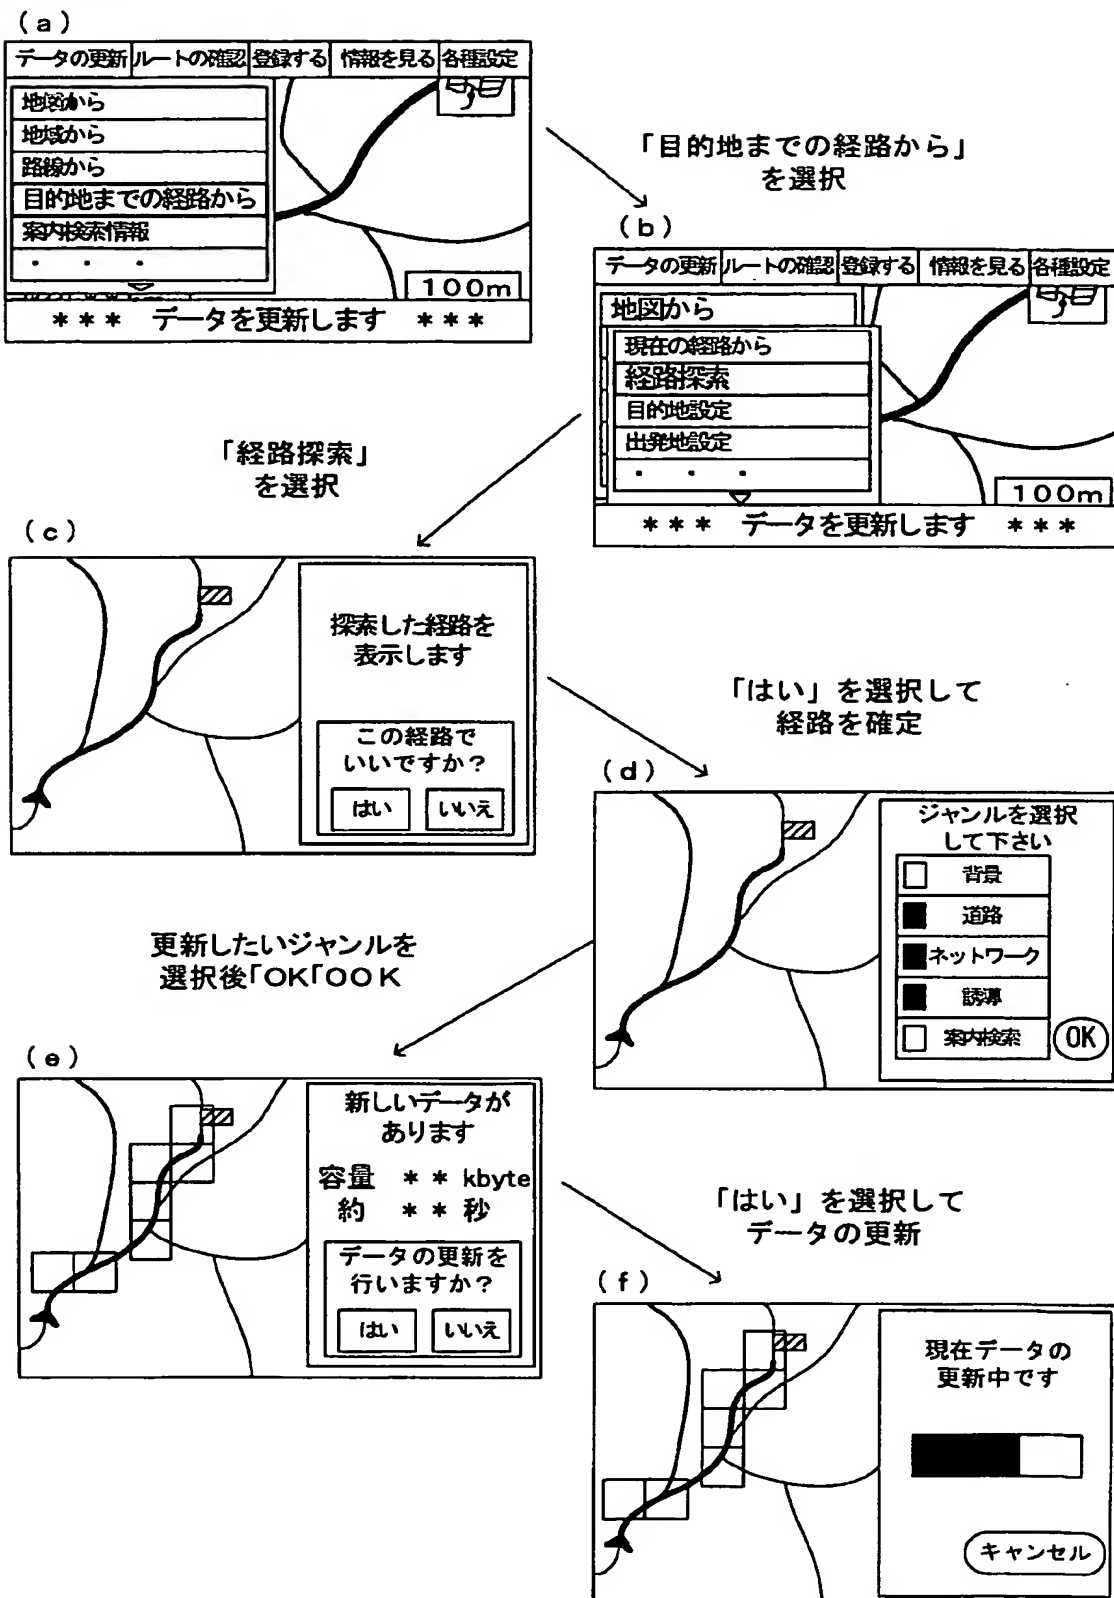 (a)
データの更新 ルートの確認 登録する 情報を見る 各種設定
地図から
地域から
路線から
目的地までの経路から
案内検索情報
・ ・ ・
100m
*** データを更新します ***
「目的地までの経路から」
を選択
(b)
データの更新 ルートの確認 登録する 情報を見る 各種設定
地図から
現在の経路から
経路探索
目的地設定
出発地設定
・ ・ ・
100m
*** データを更新します ***
「経路探索」
を選択
(c)
探索した経路を
表示します
この経路で
いいですか?
はい いいえ
「はい」を選択して
経路を確定
(d)
ジャンルを選択
して下さい
背景
道路
ネットワーク
誘導
案内検索
OK
更新したいジャンルを
選択後「OK「OOK
(e)
新しいデータが
あります
容量 ** kbyte
約 ** 秒
データの更新を
行いますか?
はい いいえ
「はい」を選択して
データの更新
(f)
現在データの
更新中です
キャンセル